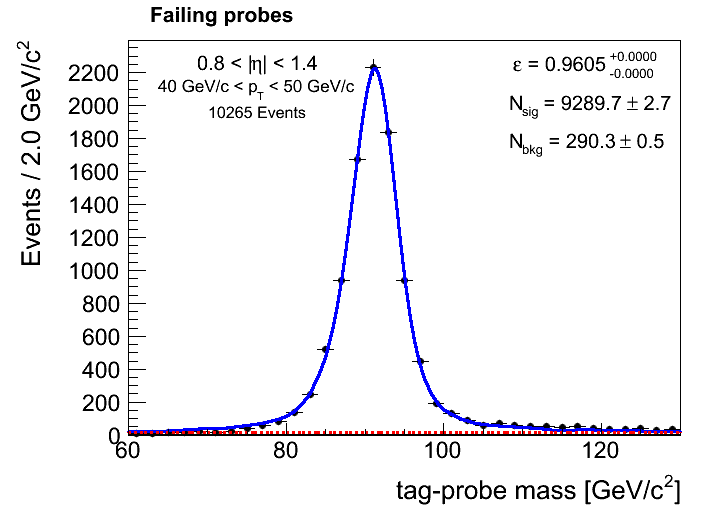 Failing probes
0.8 < |η| < 1.4
40 GeV/c < p_T < 50 GeV/c
10265 Events
ε = 0.9605 +0.0000 -0.0000
N_sig = 9289.7 ± 2.7
N_bkg = 290.3 ± 0.5
Events / 2.0 GeV/c²
2200
2000
1800
1600
1400
1200
1000
800
600
400
200
0
60 80 100 120
tag-probe mass [GeV/c²]